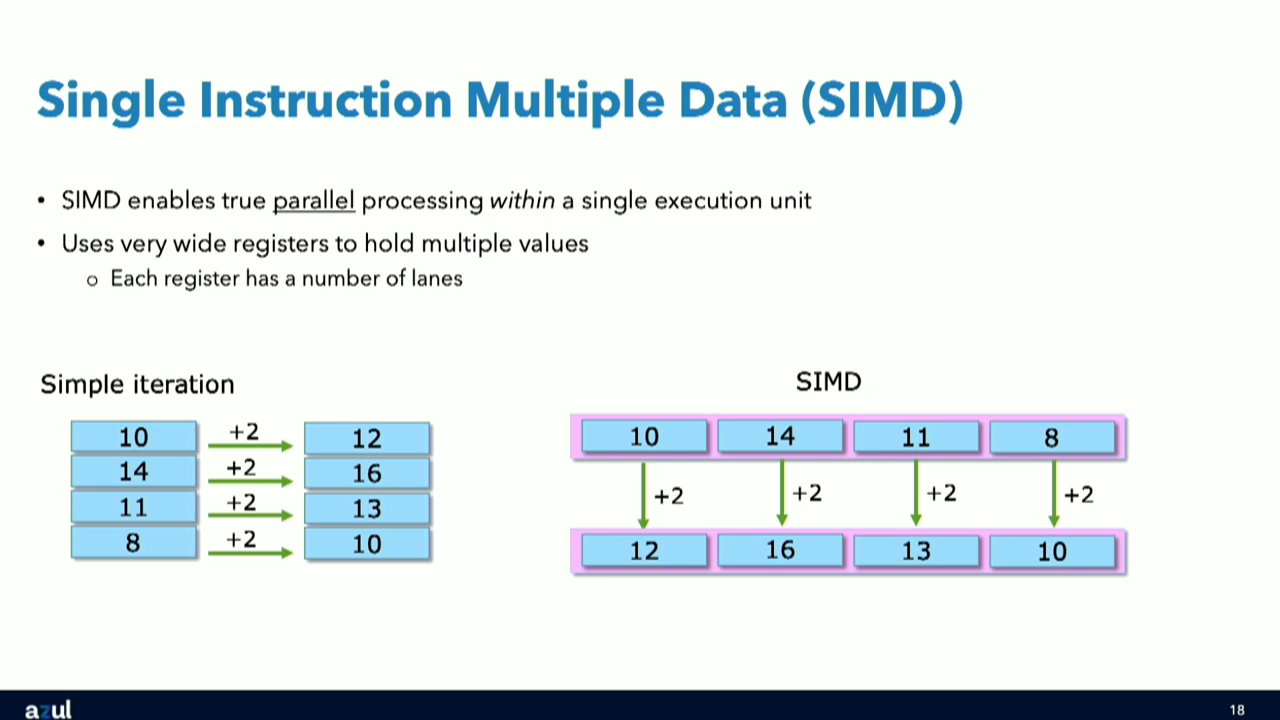 Single Instruction Multiple Data (SIMD)
• SIMD enables true parallel processing within a single execution unit
• Uses very wide registers to hold multiple values
o Each register has a number of lanes
Simple iteration
10 +2 12
14 +2 16
11 +2 13
8 +2 10
SIMD
10 14 11 8
+2 +2 +2 +2
12 16 13 10
azul
18